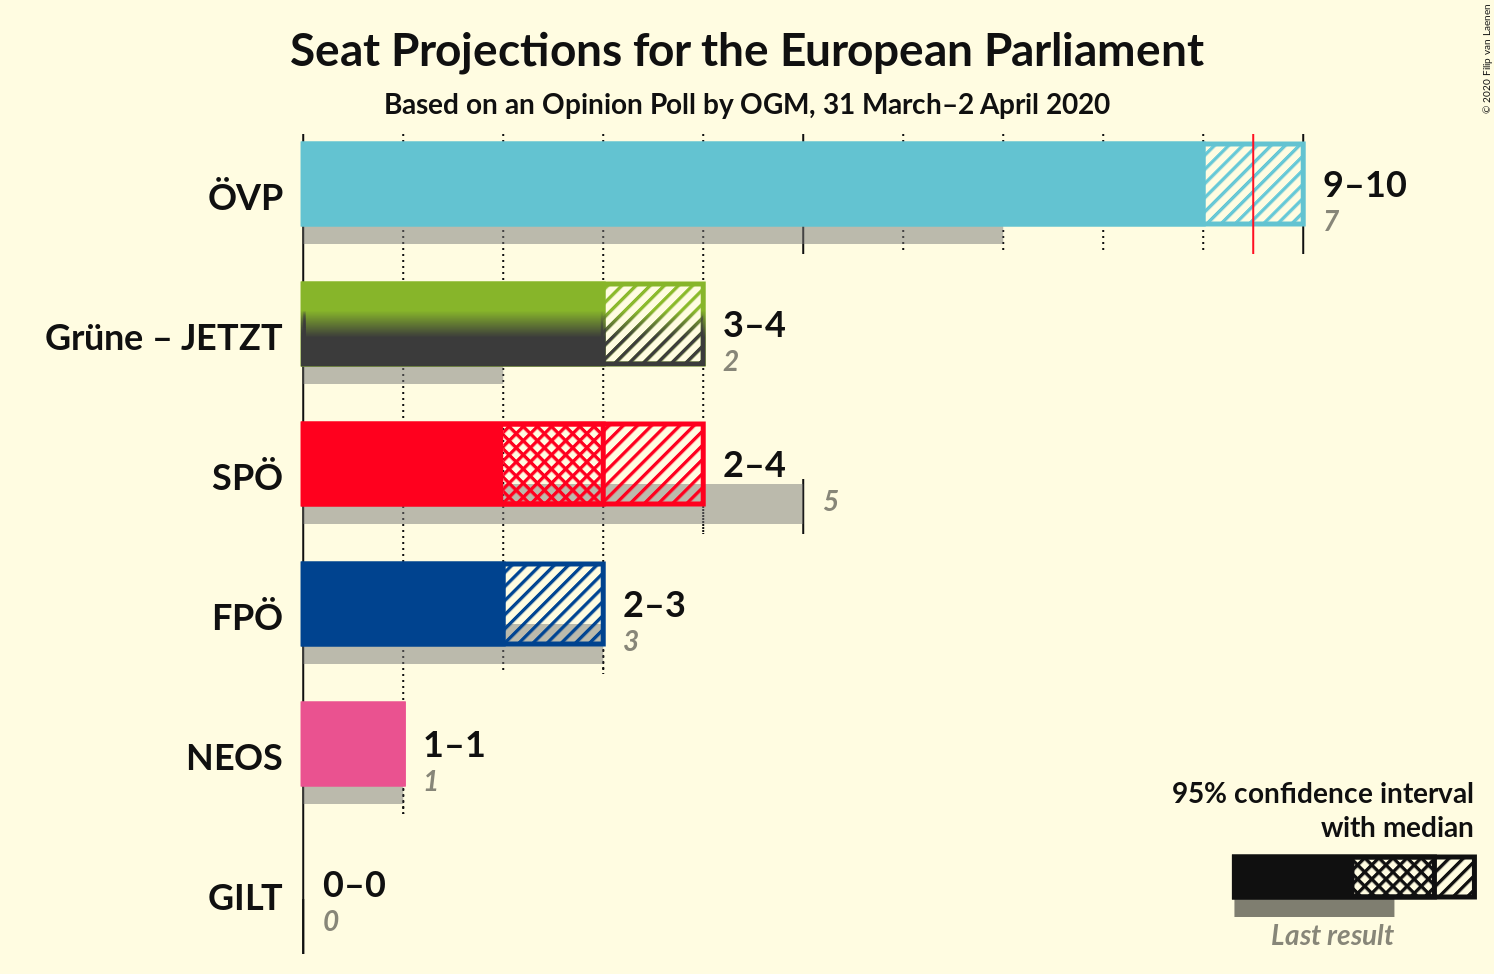 Seat Projections for the European Parliament
Based on an Opinion Poll by OGM, 31 March–2 April 2020
© 2020 Filip van Laenen
ÖVP
9–10
7
Grüne – JETZT
3–4
2
SPÖ
2–4
5
FPÖ
2–3
3
NEOS
1–1
1
GILT
0–0
0
95% confidence interval
with median
Last result